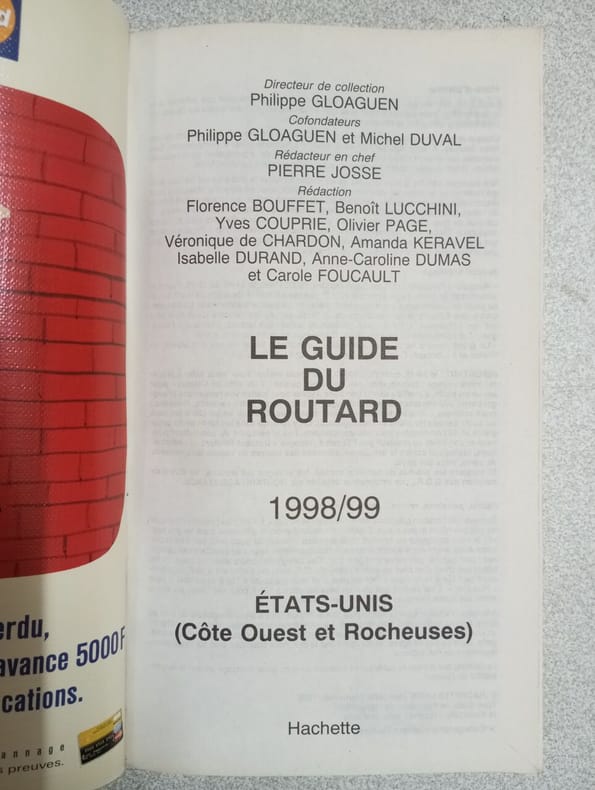 Directeur de collection
Philippe GLOAGUEN
Cofondateurs
Philippe GLOAGUEN et Michel DUVAL
Rédacteur en chef
PIERRE JOSSE
Rédaction
Florence BOUFFET, Benoît LUCCHINI,
Yves COUPRIE, Olivier PAGE,
Véronique de CHARDON, Amanda KERAVEL
Isabelle DURAND, Anne-Caroline DUMAS
et Carole FOUCAULT
LE GUIDE
DU
ROUTARD
1998/99
ÉTATS-UNIS
(Côte Ouest et Rocheuses)
Hachette
erdu,
avance 5000F
cations.
annage
s preuves.